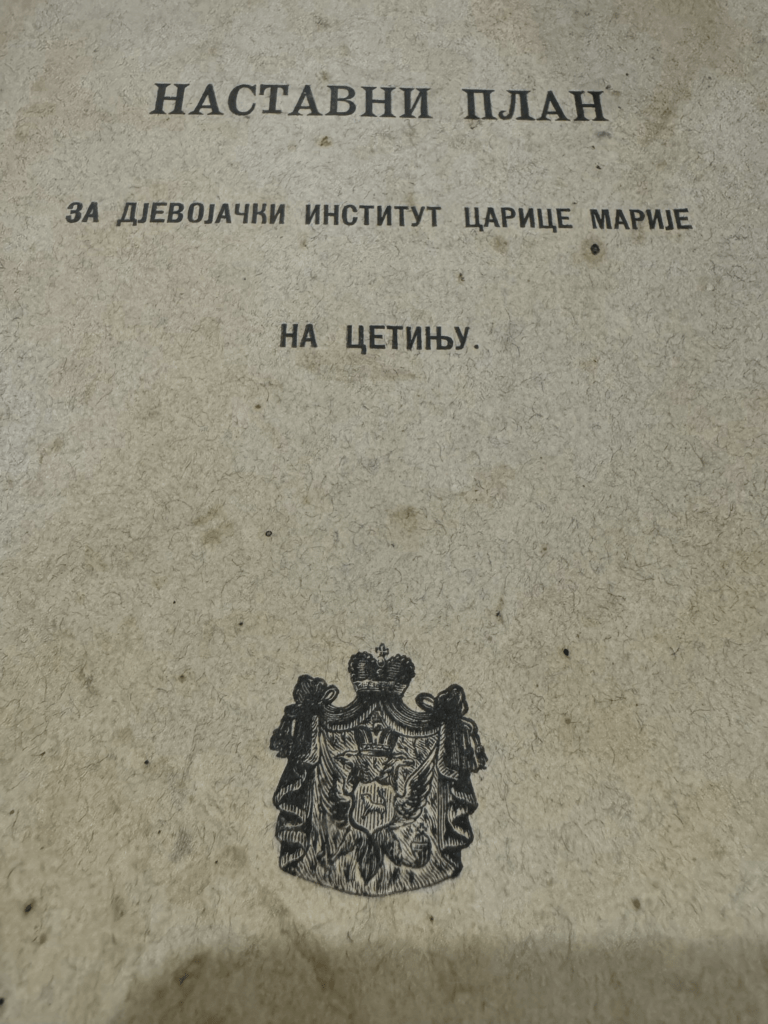 НАСТАВНИ ПЛАН
ЗА ДЈЕВОЈАЧКИ ИНСТИТУТ ЦАРИЦЕ МАРИЈЕ
НА ЦЕТИЊУ.